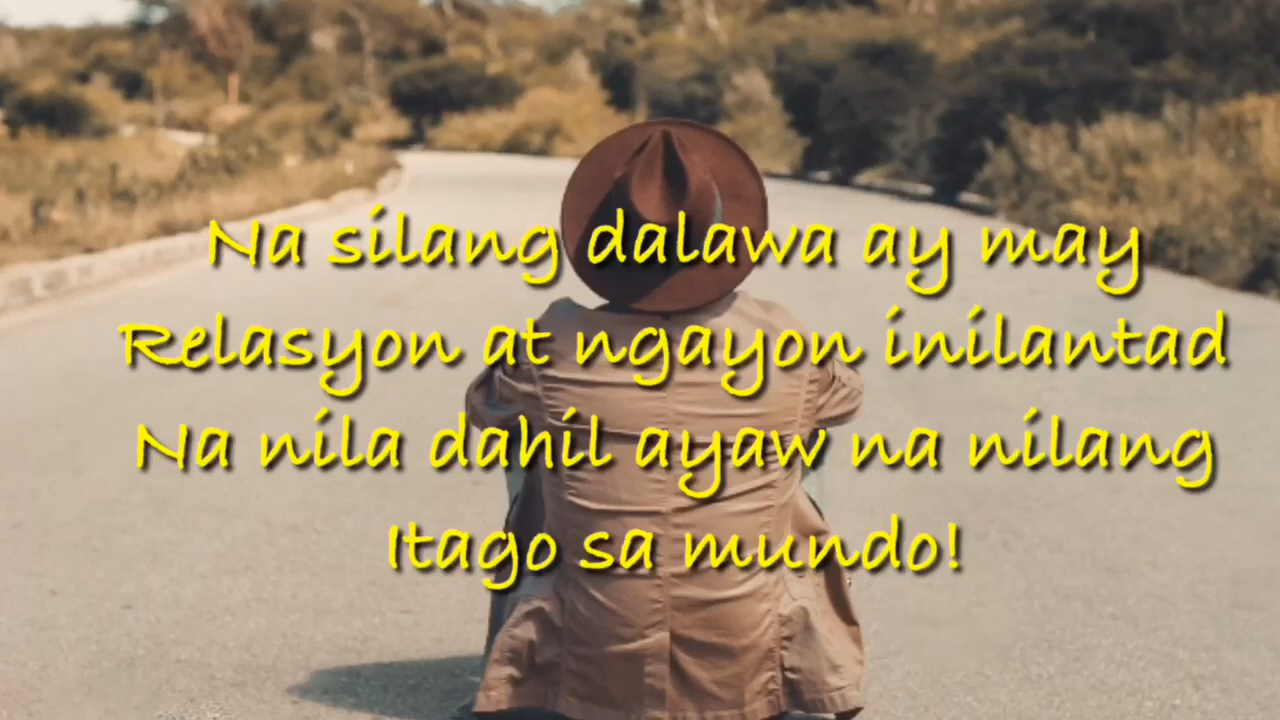 Na silang dalawa ay may
Relasyon at ngayon inilantad
Na nila dahil ayaw na nilang
Itago sa mundo!